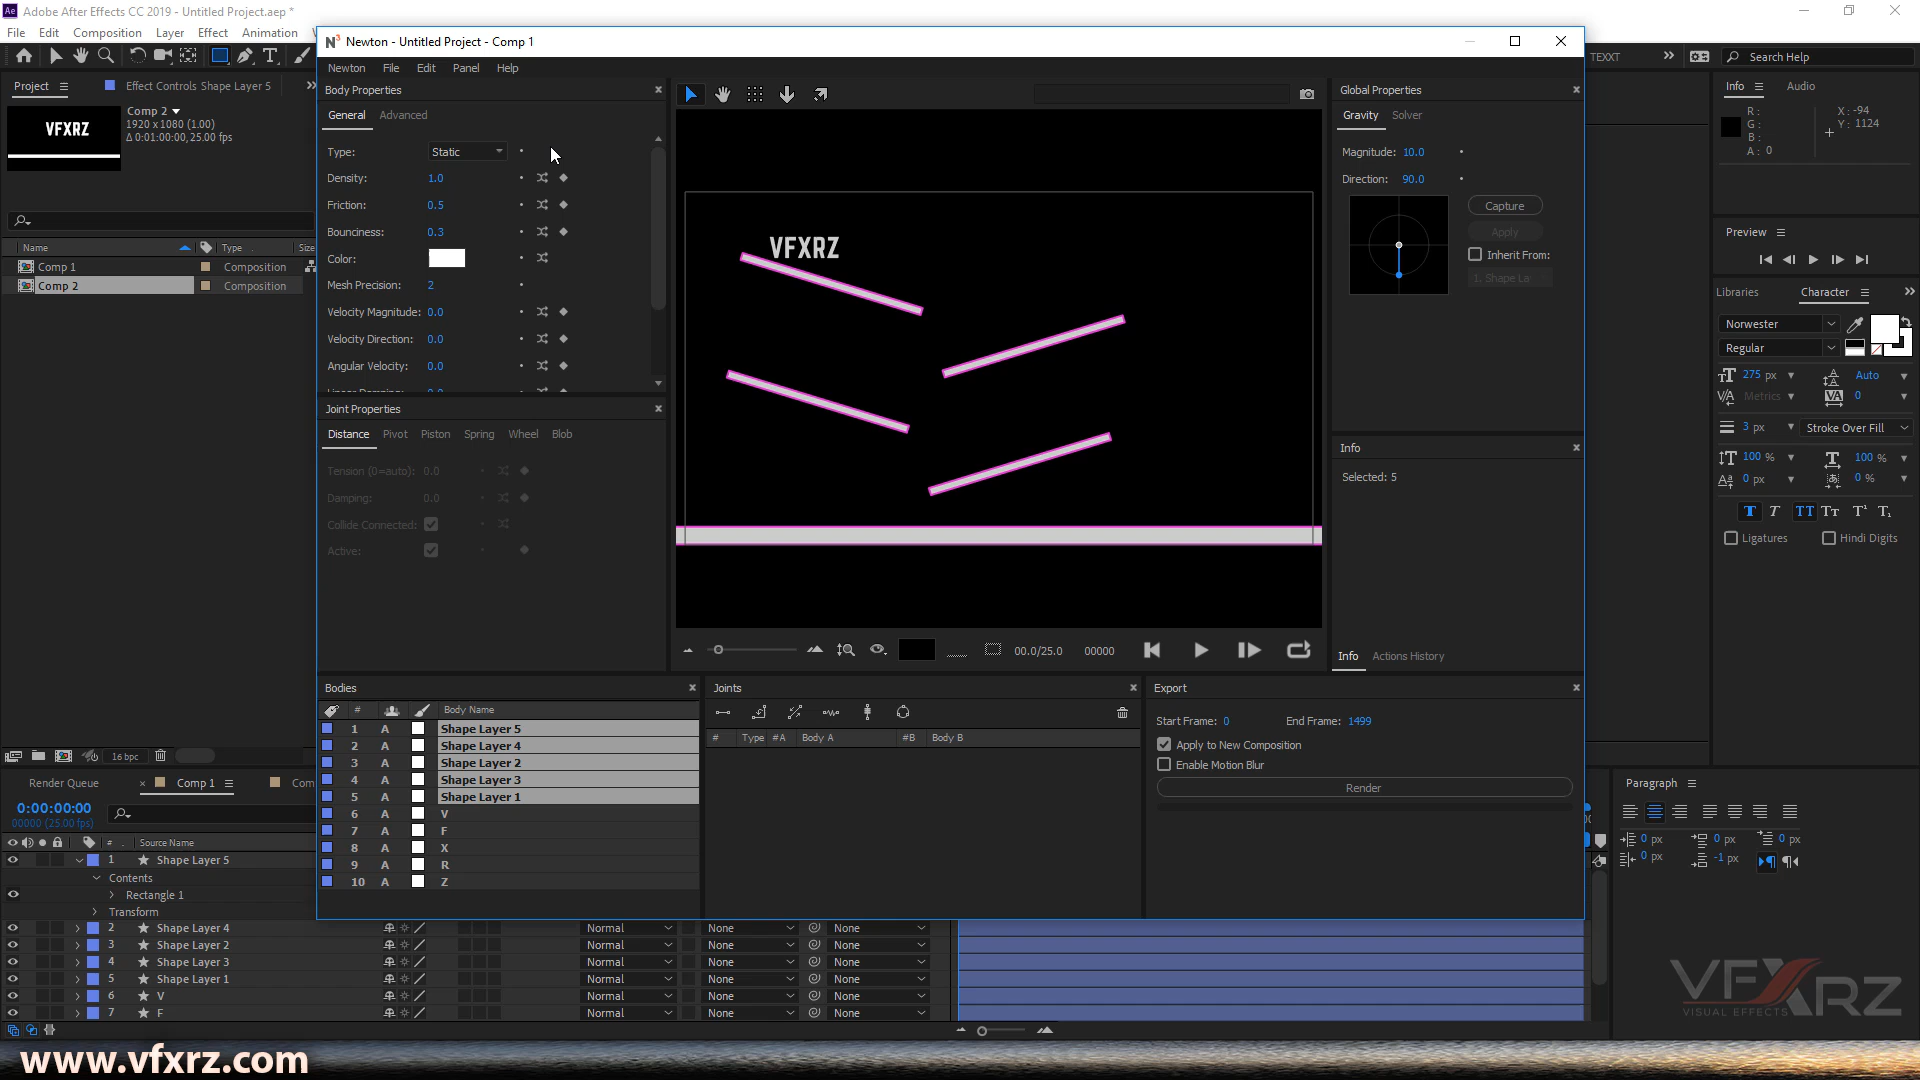 Adobe After Effects CC 2019 - Untitled Project.aep *
File Edit Composition Layer Effect Animation
TEXXT Search Help
Project Effect Controls Shape Layer 5
VFXRZ
Comp 2
1920 x 1080 (1.00)
Δ 0:01:00:00, 25.00 fps
Name Type Size
Comp 1 Composition
Comp 2 Composition
16 bpc
Newton - Untitled Project - Comp 1
Newton File Edit Panel Help
Body Properties
General Advanced
Type: Static
Density: 1.0
Friction: 0.5
Bounciness: 0.3
Color:
Mesh Precision: 2
Velocity Magnitude: 0.0
Velocity Direction: 0.0
Angular Velocity: 0.0
Joint Properties
Distance Pivot Piston Spring Wheel Blob
Tension (0=auto): 0.0
Damping: 0.0
Collide Connected:
Active:
VFXRZ
00.0/25.0 00000
Global Properties
Gravity Solver
Magnitude: 10.0
Direction: 90.0
Capture
Apply
Inherit From:
1. Shape La
Info
Selected: 5
Info Actions History
Bodies
# Body Name
1 A Shape Layer 5
2 A Shape Layer 4
3 A Shape Layer 2
4 A Shape Layer 3
5 A Shape Layer 1
6 A V
7 A F
8 A X
9 A R
10 A Z
Joints
# Type #A Body A #B Body B
Export
Start Frame: 0 End Frame: 1499
Apply to New Composition
Enable Motion Blur
Render
Info Audio
R:
G:
B:
A: 0
X: -94
Y: 1124
Preview
Libraries Character
Norwester
Regular
275 px Auto
Metrics 0
3 px Stroke Over Fill
100 % 100 %
0 px 0 %
Ligatures Hindi Digits
Paragraph
0 px 0 px 0 px
0 px -1 px
Render Queue Comp 1 Com
0:00:00:00
00000 (25.00 fps)
# Source Name
1 Shape Layer 5
Contents
Rectangle 1
Transform
2 Shape Layer 4 Normal None None
3 Shape Layer 2 Normal None None
4 Shape Layer 3 Normal None None
5 Shape Layer 1 Normal None None
6 V Normal None None
7 F Normal None None
VFXRZ
VISUAL EFFECTS
www.vfxrz.com